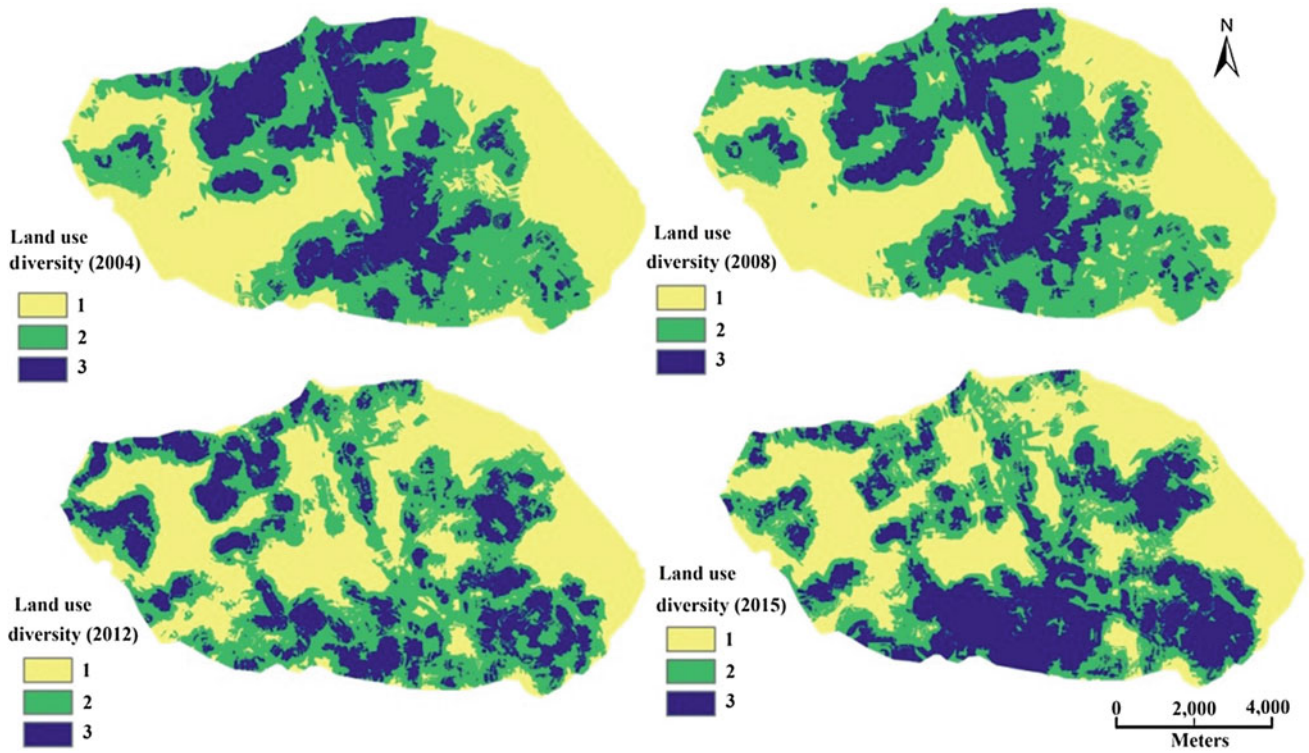 N
Land use
diversity (2004)
1
2
3
Land use
diversity (2008)
1
2
3
Land use
diversity (2012)
1
2
3
Land use
diversity (2015)
1
2
3
0 2,000 4,000
Meters